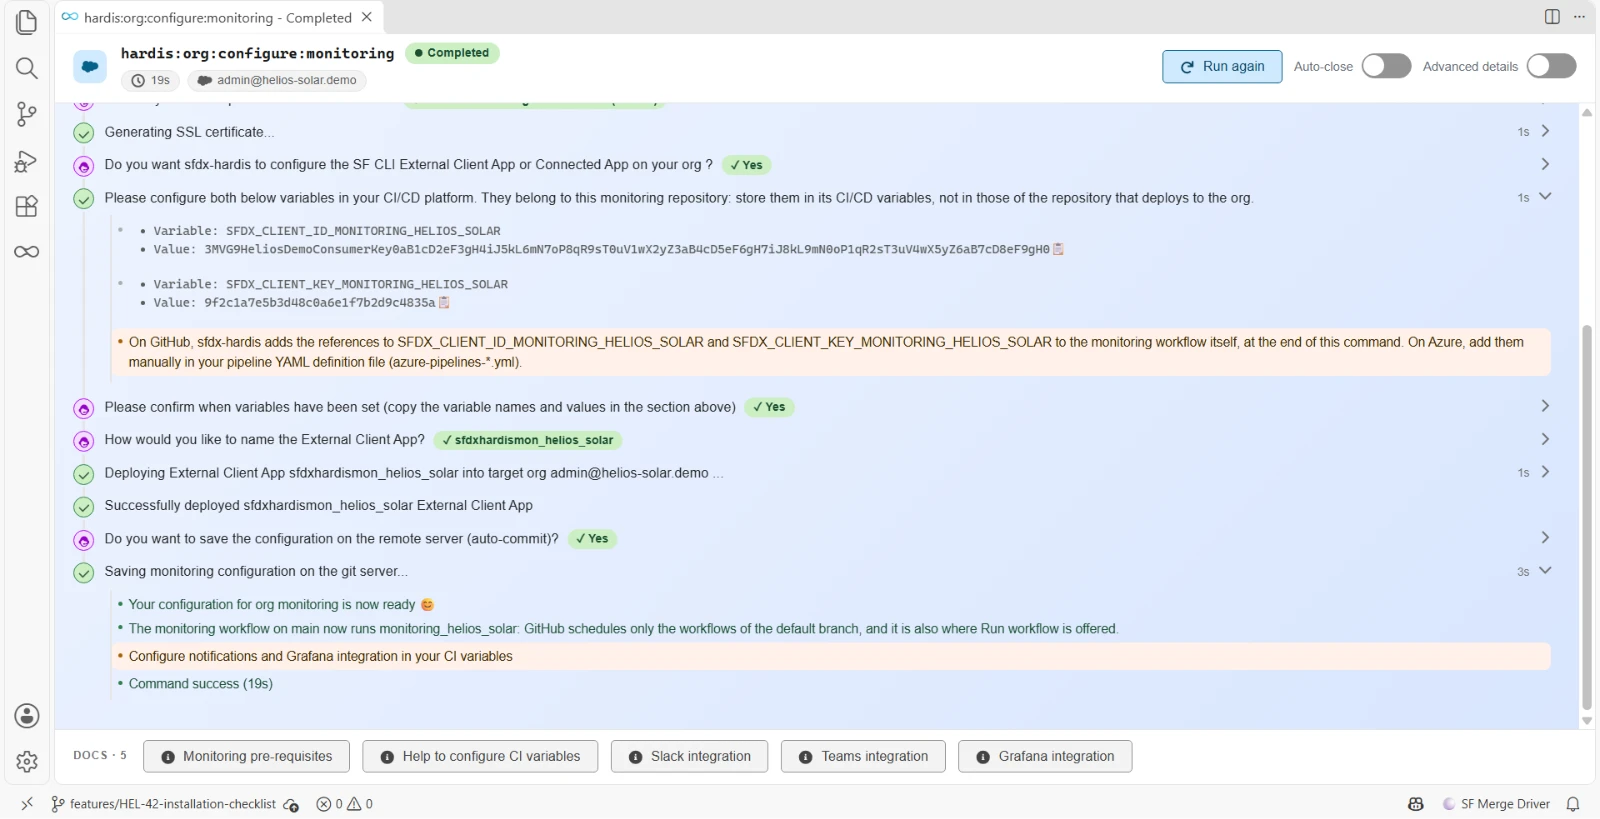 hardis:org:configure:monitoring - Completed
hardis:org:configure:monitoring
Completed
19s
admin@helios-solar.demo
Run again
Auto-close
Advanced details
Generating SSL certificate...
1s
Do you want sfdx-hardis to configure the SF CLI External Client App or Connected App on your org ?
✓ Yes
Please configure both below variables in your CI/CD platform. They belong to this monitoring repository: store them in its CI/CD variables, not in those of the repository that deploys to the org.
1s
• Variable: SFDX_CLIENT_ID_MONITORING_HELIOS_SOLAR
• Value: 3MVG9HeliosDemoConsumerKey0aB1cD2eF3gH4iJ5kL6mN7oP8qR9sT0uV1wX2yZ3aB4cD5eF6gH7iJ8kL9mN0oP1qR2sT3uV4wX5yZ6aB7cD8eF9gH0
• Variable: SFDX_CLIENT_KEY_MONITORING_HELIOS_SOLAR
• Value: 9f2c1a7e5b3d48c0a6e1f7b2d9c4835a
• On GitHub, sfdx-hardis adds the references to SFDX_CLIENT_ID_MONITORING_HELIOS_SOLAR and SFDX_CLIENT_KEY_MONITORING_HELIOS_SOLAR to the monitoring workflow itself, at the end of this command. On Azure, add them
manually in your pipeline YAML definition file (azure-pipelines-*.yml).
Please confirm when variables have been set (copy the variable names and values in the section above)
✓ Yes
How would you like to name the External Client App?
✓ sfdxhardismon_helios_solar
Deploying External Client App sfdxhardismon_helios_solar into target org admin@helios-solar.demo ...
1s
Successfully deployed sfdxhardismon_helios_solar External Client App
Do you want to save the configuration on the remote server (auto-commit)?
✓ Yes
Saving monitoring configuration on the git server...
3s
• Your configuration for org monitoring is now ready 😊
• The monitoring workflow on main now runs monitoring_helios_solar: GitHub schedules only the workflows of the default branch, and it is also where Run workflow is offered.
• Configure notifications and Grafana integration in your CI variables
• Command success (19s)
DOCS · 5
Monitoring pre-requisites
Help to configure CI variables
Slack integration
Teams integration
Grafana integration
features/HEL-42-installation-checklist
0
0
SF Merge Driver